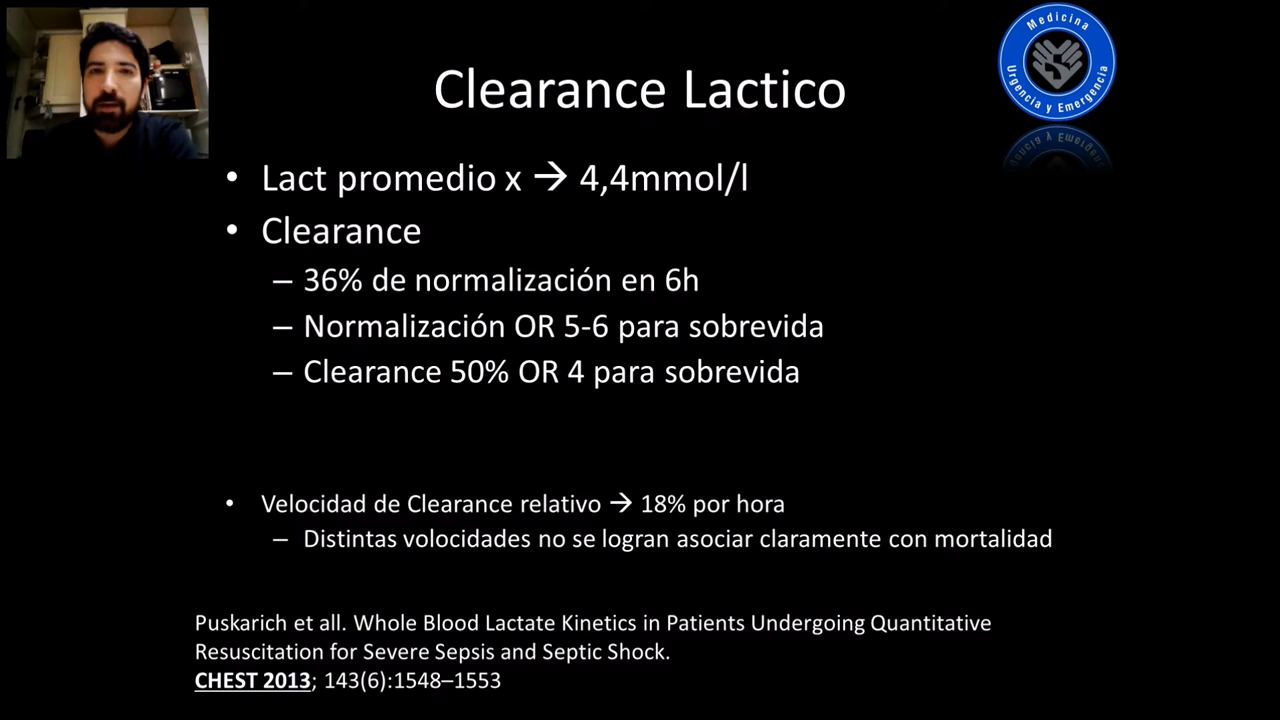 Medicina
Urgencia y Emergencia
Clearance Lactico
• Lact promedio x → 4,4mmol/l
• Clearance
– 36% de normalización en 6h
– Normalización OR 5-6 para sobrevida
– Clearance 50% OR 4 para sobrevida
• Velocidad de Clearance relativo → 18% por hora
– Distintas volocidades no se logran asociar claramente con mortalidad
Puskarich et all. Whole Blood Lactate Kinetics in Patients Undergoing Quantitative
Resuscitation for Severe Sepsis and Septic Shock.
CHEST 2013; 143(6):1548–1553